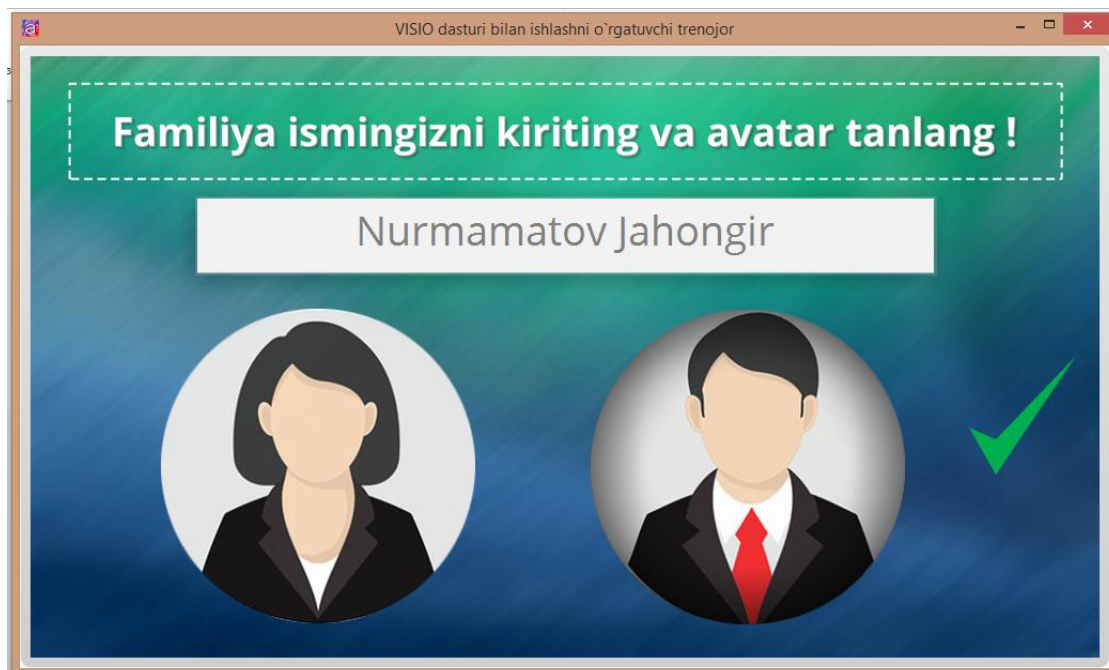 VISIO dasturi bilan ishlashni o`rgatuvchi trenojor
Familiya ismingizni kiriting va avatar tanlang !
Nurmamatov Jahongir